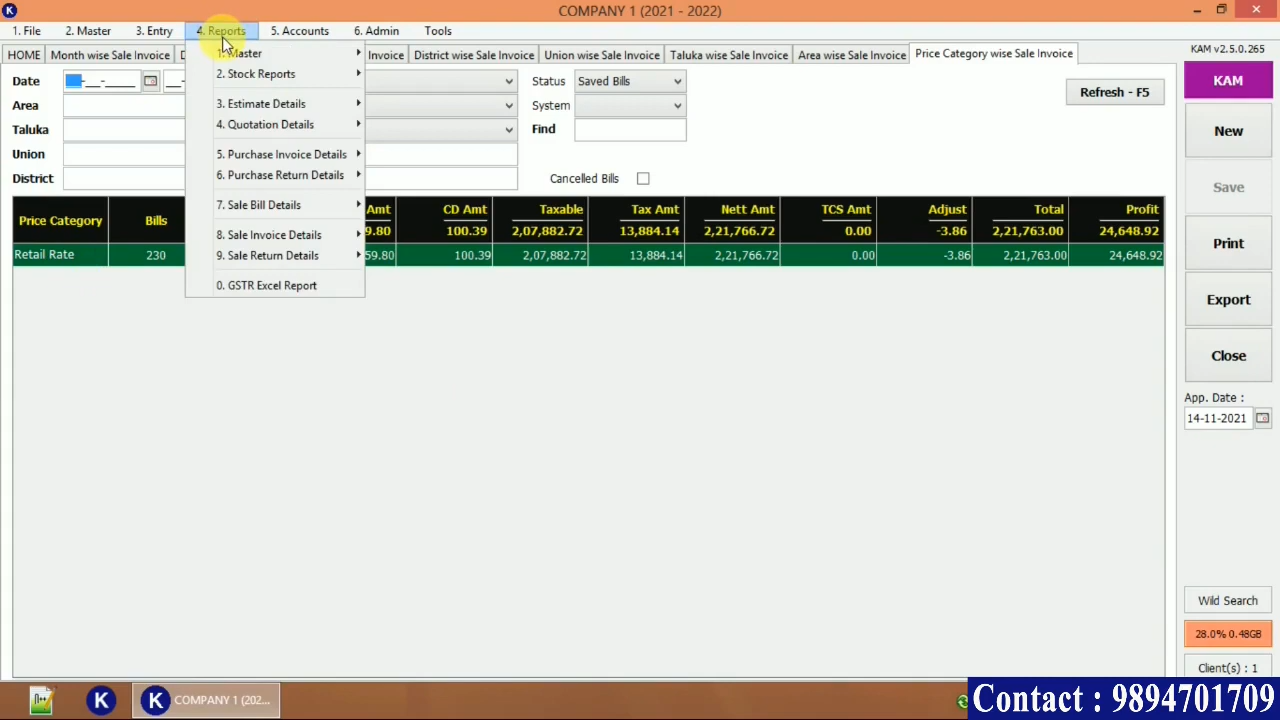 COMPANY 1 (2021 - 2022)
1. File 2. Master 3. Entry 4. Reports 5. Accounts 6. Admin Tools
HOME Month wise Sale Invoice D Invoice District wise Sale Invoice Union wise Sale Invoice Taluka wise Sale Invoice Area wise Sale Invoice Price Category wise Sale Invoice
KAM v2.5.0.265
1. Master
2. Stock Reports
3. Estimate Details
4. Quotation Details
5. Purchase Invoice Details
6. Purchase Return Details
7. Sale Bill Details
8. Sale Invoice Details
9. Sale Return Details
0. GSTR Excel Report
Date
Area
Taluka
Union
District
Status Saved Bills
System
Find
Cancelled Bills
Refresh - F5
Price Category Bills Amt CD Amt Taxable Tax Amt Nett Amt TCS Amt Adjust Total Profit
9.80 100.39 2,07,882.72 13,884.14 2,21,766.72 0.00 -3.86 2,21,763.00 24,648.92
Retail Rate 230 59.80 100.39 2,07,882.72 13,884.14 2,21,766.72 0.00 -3.86 2,21,763.00 24,648.92
KAM
New
Save
Print
Export
Close
App. Date :
14-11-2021
Wild Search
28.0% 0.48GB
Client(s) : 1
K K COMPANY 1 (202...
Contact : 9894701709